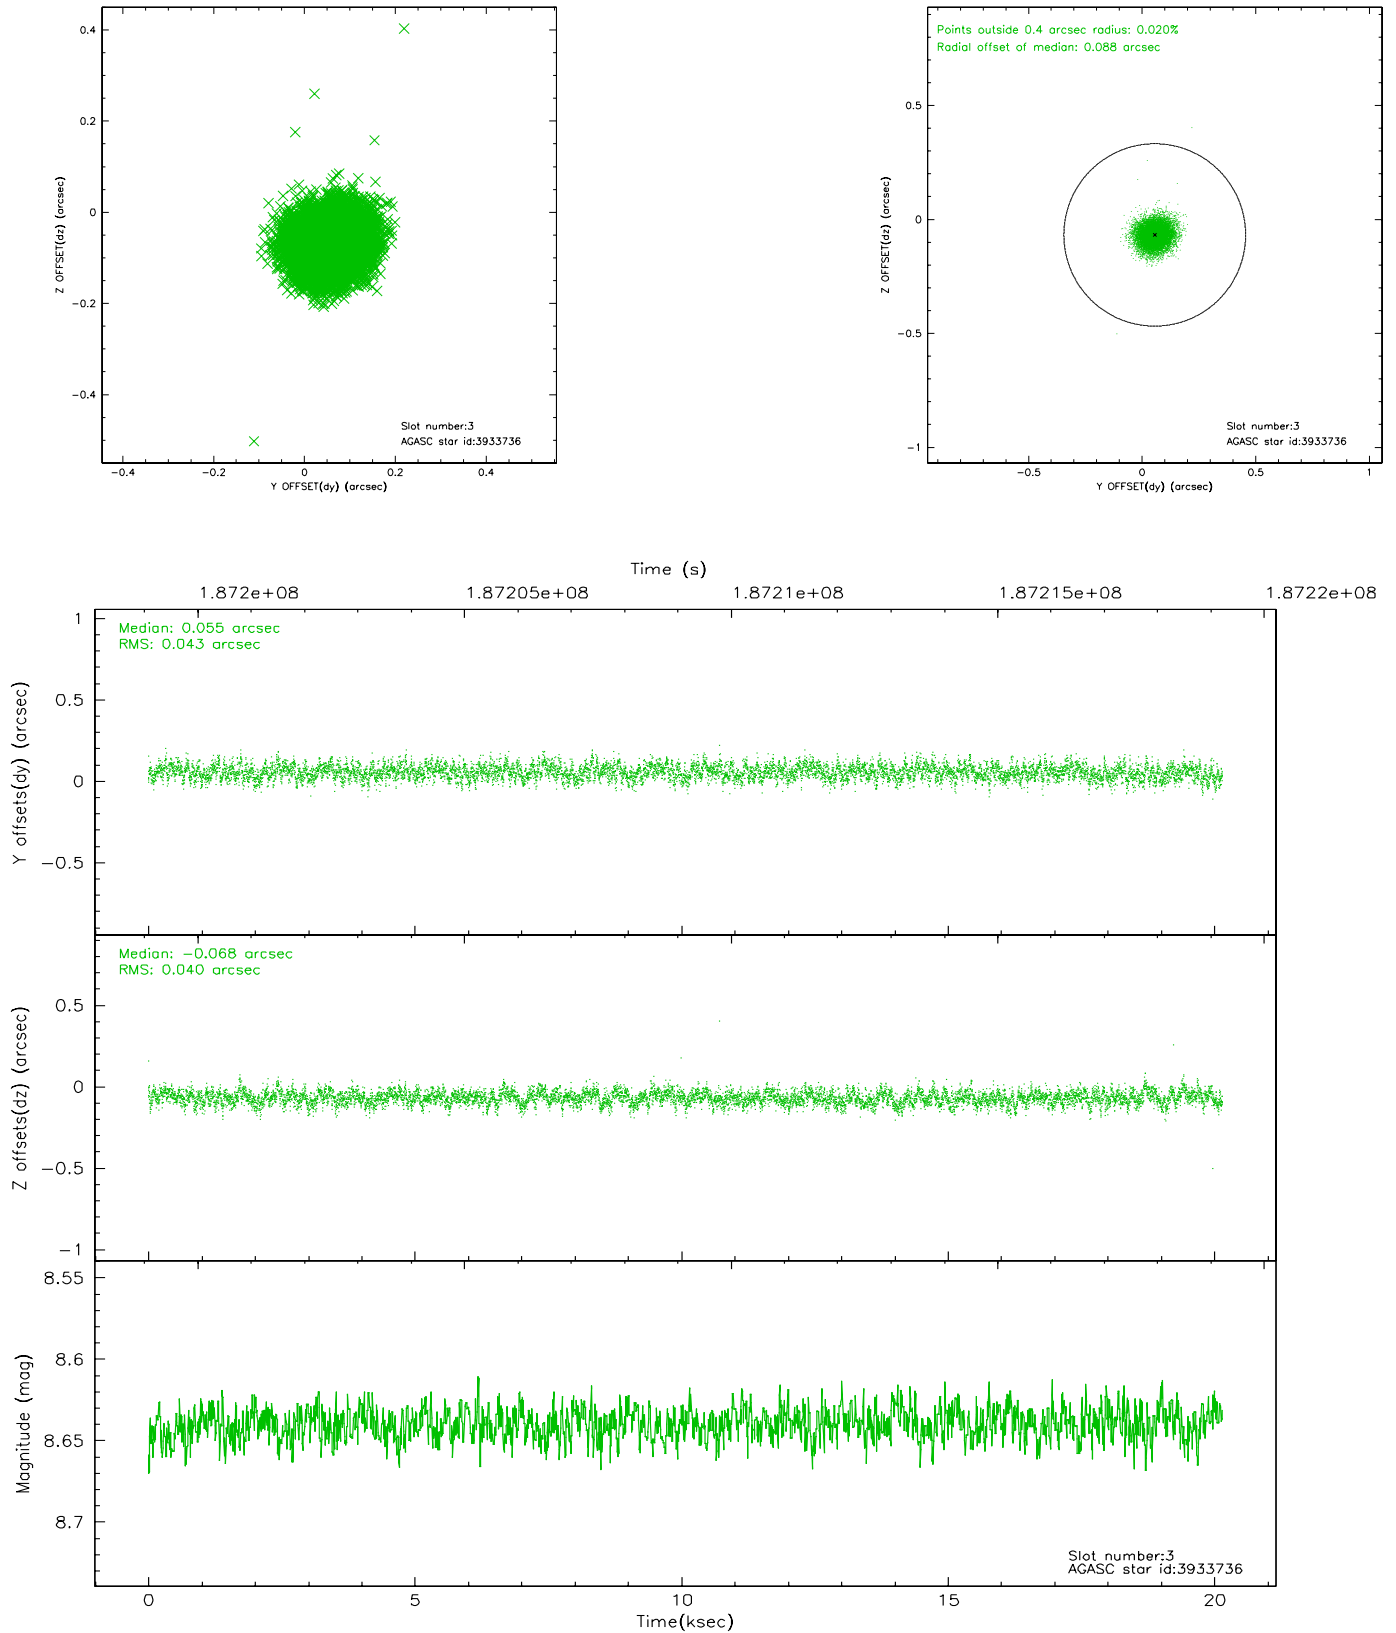 0.4
0.2
0
−0.2
−0.4
Z OFFSET(dz) (arcsec)
Slot number:3
AGASC star id:3933736
−0.4 −0.2 0 0.2 0.4
Y OFFSET(dy) (arcsec)
Points outside 0.4 arcsec radius: 0.020%
Radial offset of median: 0.088 arcsec
0.5
0
−0.5
−1
Z OFFSET(dz) (arcsec)
Slot number:3
AGASC star id:3933736
−0.5 0 0.5 1
Y OFFSET(dy) (arcsec)
Time (s)
1.872e+08 1.87205e+08 1.8721e+08 1.87215e+08 1.8722e+08
Median: 0.055 arcsec
RMS: 0.043 arcsec
1
0.5
0
−0.5
Y offsets(dy) (arcsec)
Median: −0.068 arcsec
RMS: 0.040 arcsec
0.5
0
−0.5
−1
Z offsets(dz) (arcsec)
8.55
8.6
8.65
8.7
Magnitude (mag)
Slot number:3
AGASC star id:3933736
0 5 10 15 20
Time(ksec)